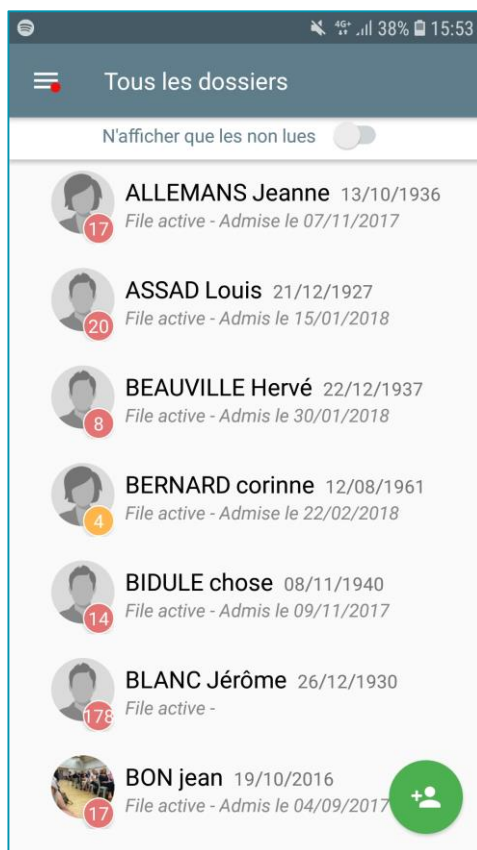 4G+ 38% 15:53
Tous les dossiers
N'afficher que les non lues
ALLEMANS Jeanne 13/10/1936
File active - Admise le 07/11/2017
17
ASSAD Louis 21/12/1927
File active - Admis le 15/01/2018
20
BEAUVILLE Hervé 22/12/1937
File active - Admis le 30/01/2018
8
BERNARD corinne 12/08/1961
File active - Admise le 22/02/2018
4
BIDULE chose 08/11/1940
File active - Admis le 09/11/2017
14
BLANC Jérôme 26/12/1930
File active -
178
BON jean 19/10/2016
File active - Admis le 04/09/2017
17